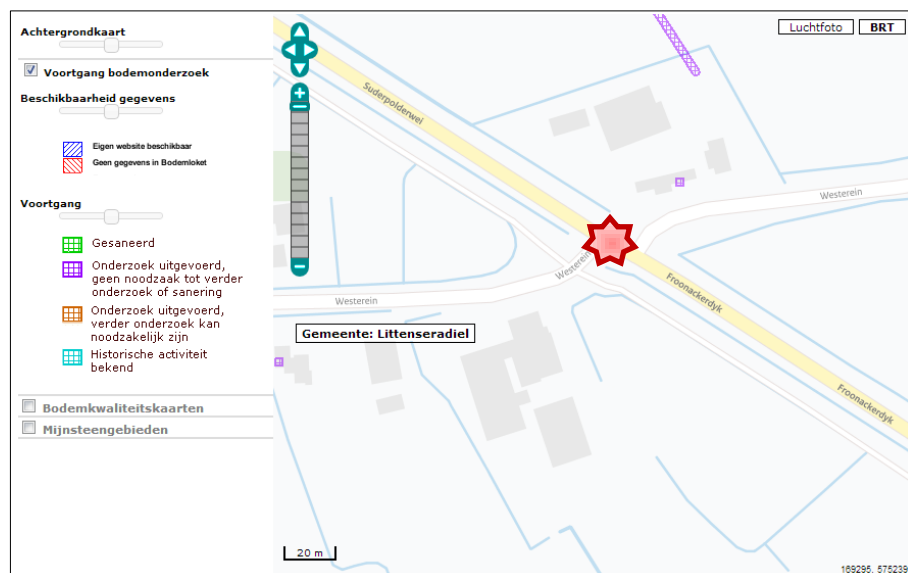 Achtergrondkaart
Voortgang bodemonderzoek
Beschikbaarheid gegevens
Eigen website beschikbaar
Geen gegevens in Bodemloket
Voortgang
Gesaneerd
Onderzoek uitgevoerd,
geen noodzaak tot verder
onderzoek of sanering
Onderzoek uitgevoerd,
verder onderzoek kan
noodzakelijk zijn
Historische activiteit
bekend
Bodemkwaliteitskaarten
Mijnsteengebieden
Luchtfoto
BRT
Suderpolderwei
Westerein
Westerein
Froonackerdyk
Westerein
Gemeente: Littenseradiel
Froonackerdyk
20 m
169295, 575239